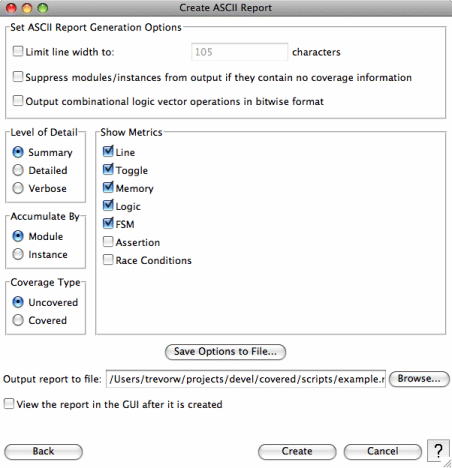 Create ASCII Report
Set ASCII Report Generation Options
Limit line width to: 105 characters
Suppress modules/instances from output if they contain no coverage information
Output combinational logic vector operations in bitwise format
Level of Detail
Summary
Detailed
Verbose
Accumulate By
Module
Instance
Coverage Type
Uncovered
Covered
Show Metrics
Line
Toggle
Memory
Logic
FSM
Assertion
Race Conditions
Save Options to File...
Output report to file: /Users/trevorw/projects/devel/covered/scripts/example.r Browse...
View the report in the GUI after it is created
Back Create Cancel ?